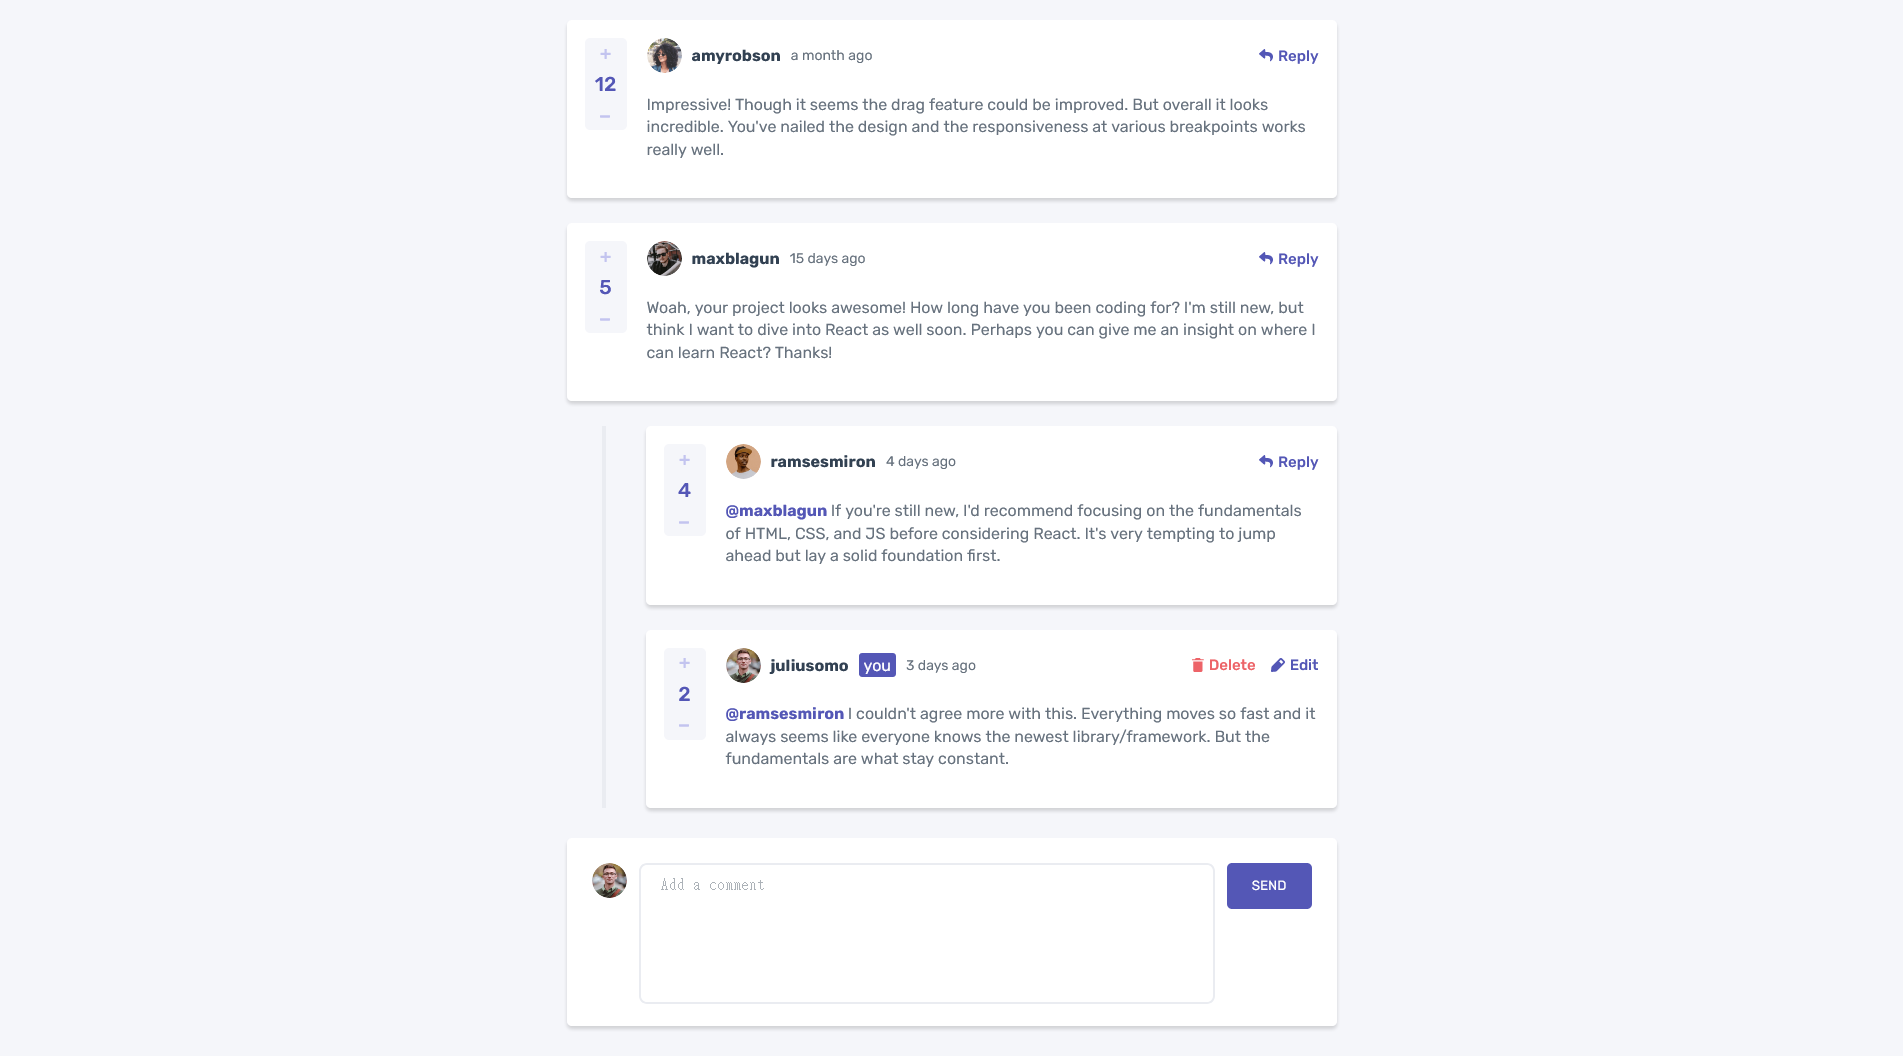 +
12
−
amyrobson a month ago Reply
Impressive! Though it seems the drag feature could be improved. But overall it looks
incredible. You've nailed the design and the responsiveness at various breakpoints works
really well.
+
5
−
maxblagun 15 days ago Reply
Woah, your project looks awesome! How long have you been coding for? I'm still new, but
think I want to dive into React as well soon. Perhaps you can give me an insight on where I
can learn React? Thanks!
+
4
−
ramsesmiron 4 days ago Reply
@maxblagun If you're still new, I'd recommend focusing on the fundamentals
of HTML, CSS, and JS before considering React. It's very tempting to jump
ahead but lay a solid foundation first.
+
2
−
juliusomo you 3 days ago Delete Edit
@ramsesmiron I couldn't agree more with this. Everything moves so fast and it
always seems like everyone knows the newest library/framework. But the
fundamentals are what stay constant.
Add a comment
SEND